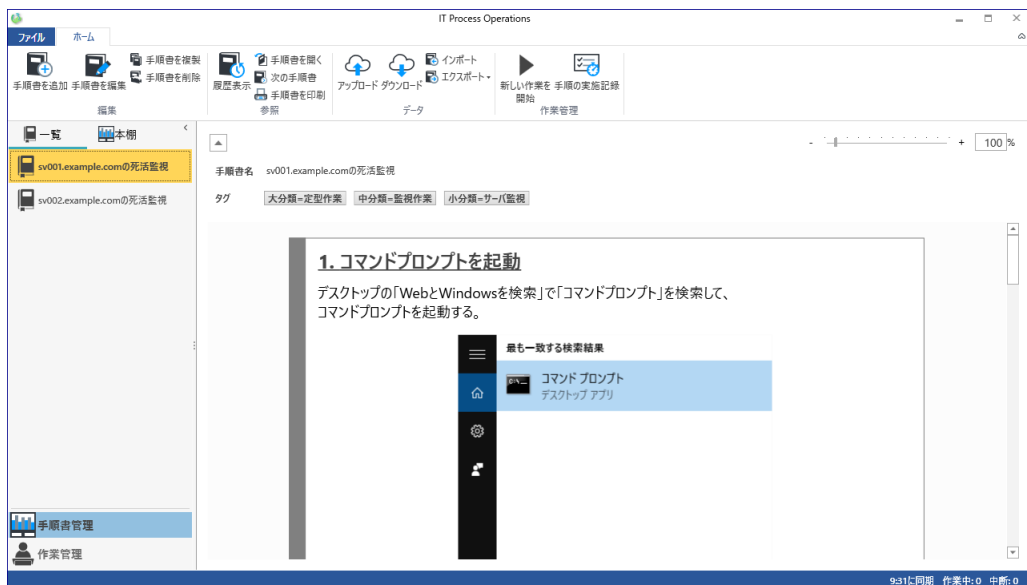 IT Process Operations
ファイル
ホーム
手順書を追加
手順書を編集
手順書を複製
手順書を削除
編集
履歴表示
手順書を開く
次の手順書
手順書を印刷
参照
アップロード
ダウンロード
インポート
エクスポート
データ
新しい作業を
開始
手順の実施記録
作業管理
一覧
本棚
sv001.example.comの死活監視
sv002.example.comの死活監視
- + 100 %
手順書名 sv001.example.comの死活監視
タグ 大分類=定型作業 中分類=監視作業 小分類=サーバ監視
1. コマンドプロンプトを起動
デスクトップの「WebとWindowsを検索」で「コマンドプロンプト」を検索して、
コマンドプロンプトを起動する。
最も一致する検索結果
コマンド プロンプト
デスクトップ アプリ
手順書管理
作業管理
9:31に同期 作業中: 0 中断: 0